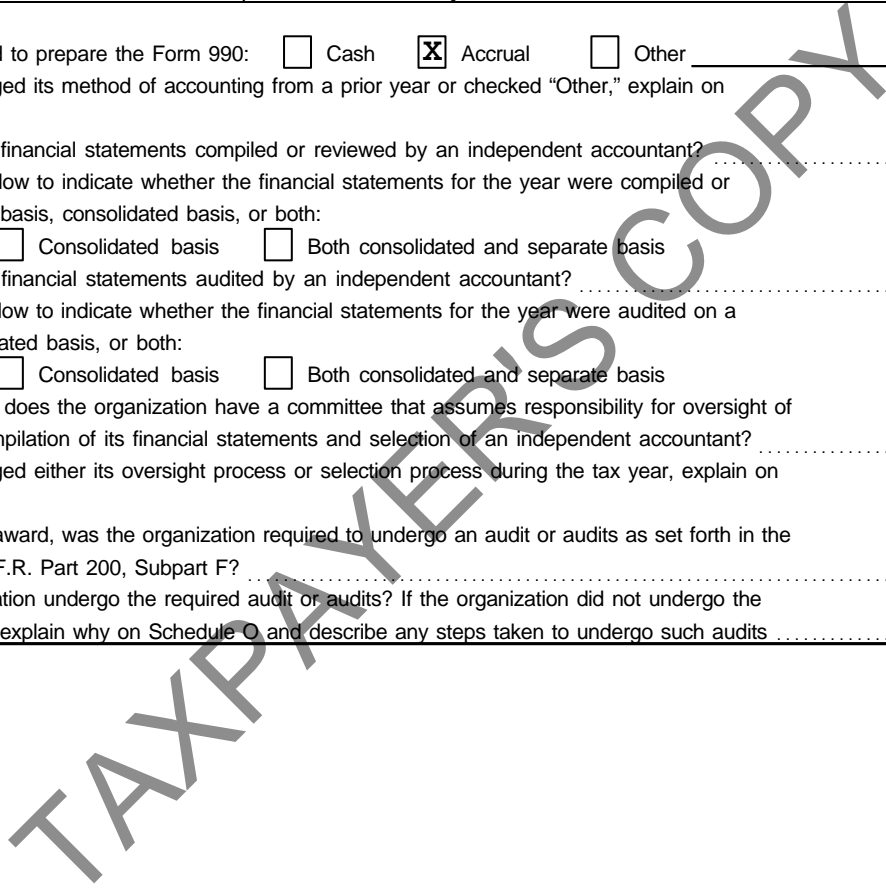 to prepare the Form 990: Cash X Accrual Other
its method of accounting from a prior year or checked “Other,” explain on
financial statements compiled or reviewed by an independent accountant?
to indicate whether the financial statements for the year were compiled or
basis, consolidated basis, or both:
Consolidated basis Both consolidated and separate basis
financial statements audited by an independent accountant?
to indicate whether the financial statements for the year were audited on a
basis, or both:
Consolidated basis Both consolidated and separate basis
does the organization have a committee that assumes responsibility for oversight of
of its financial statements and selection of an independent accountant?
either its oversight process or selection process during the tax year, explain on
award, was the organization required to undergo an audit or audits as set forth in the
F.R. Part 200, Subpart F?
undergo the required audit or audits? If the organization did not undergo the
explain why on Schedule O and describe any steps taken to undergo such audits
TAXPAYER'S COPY